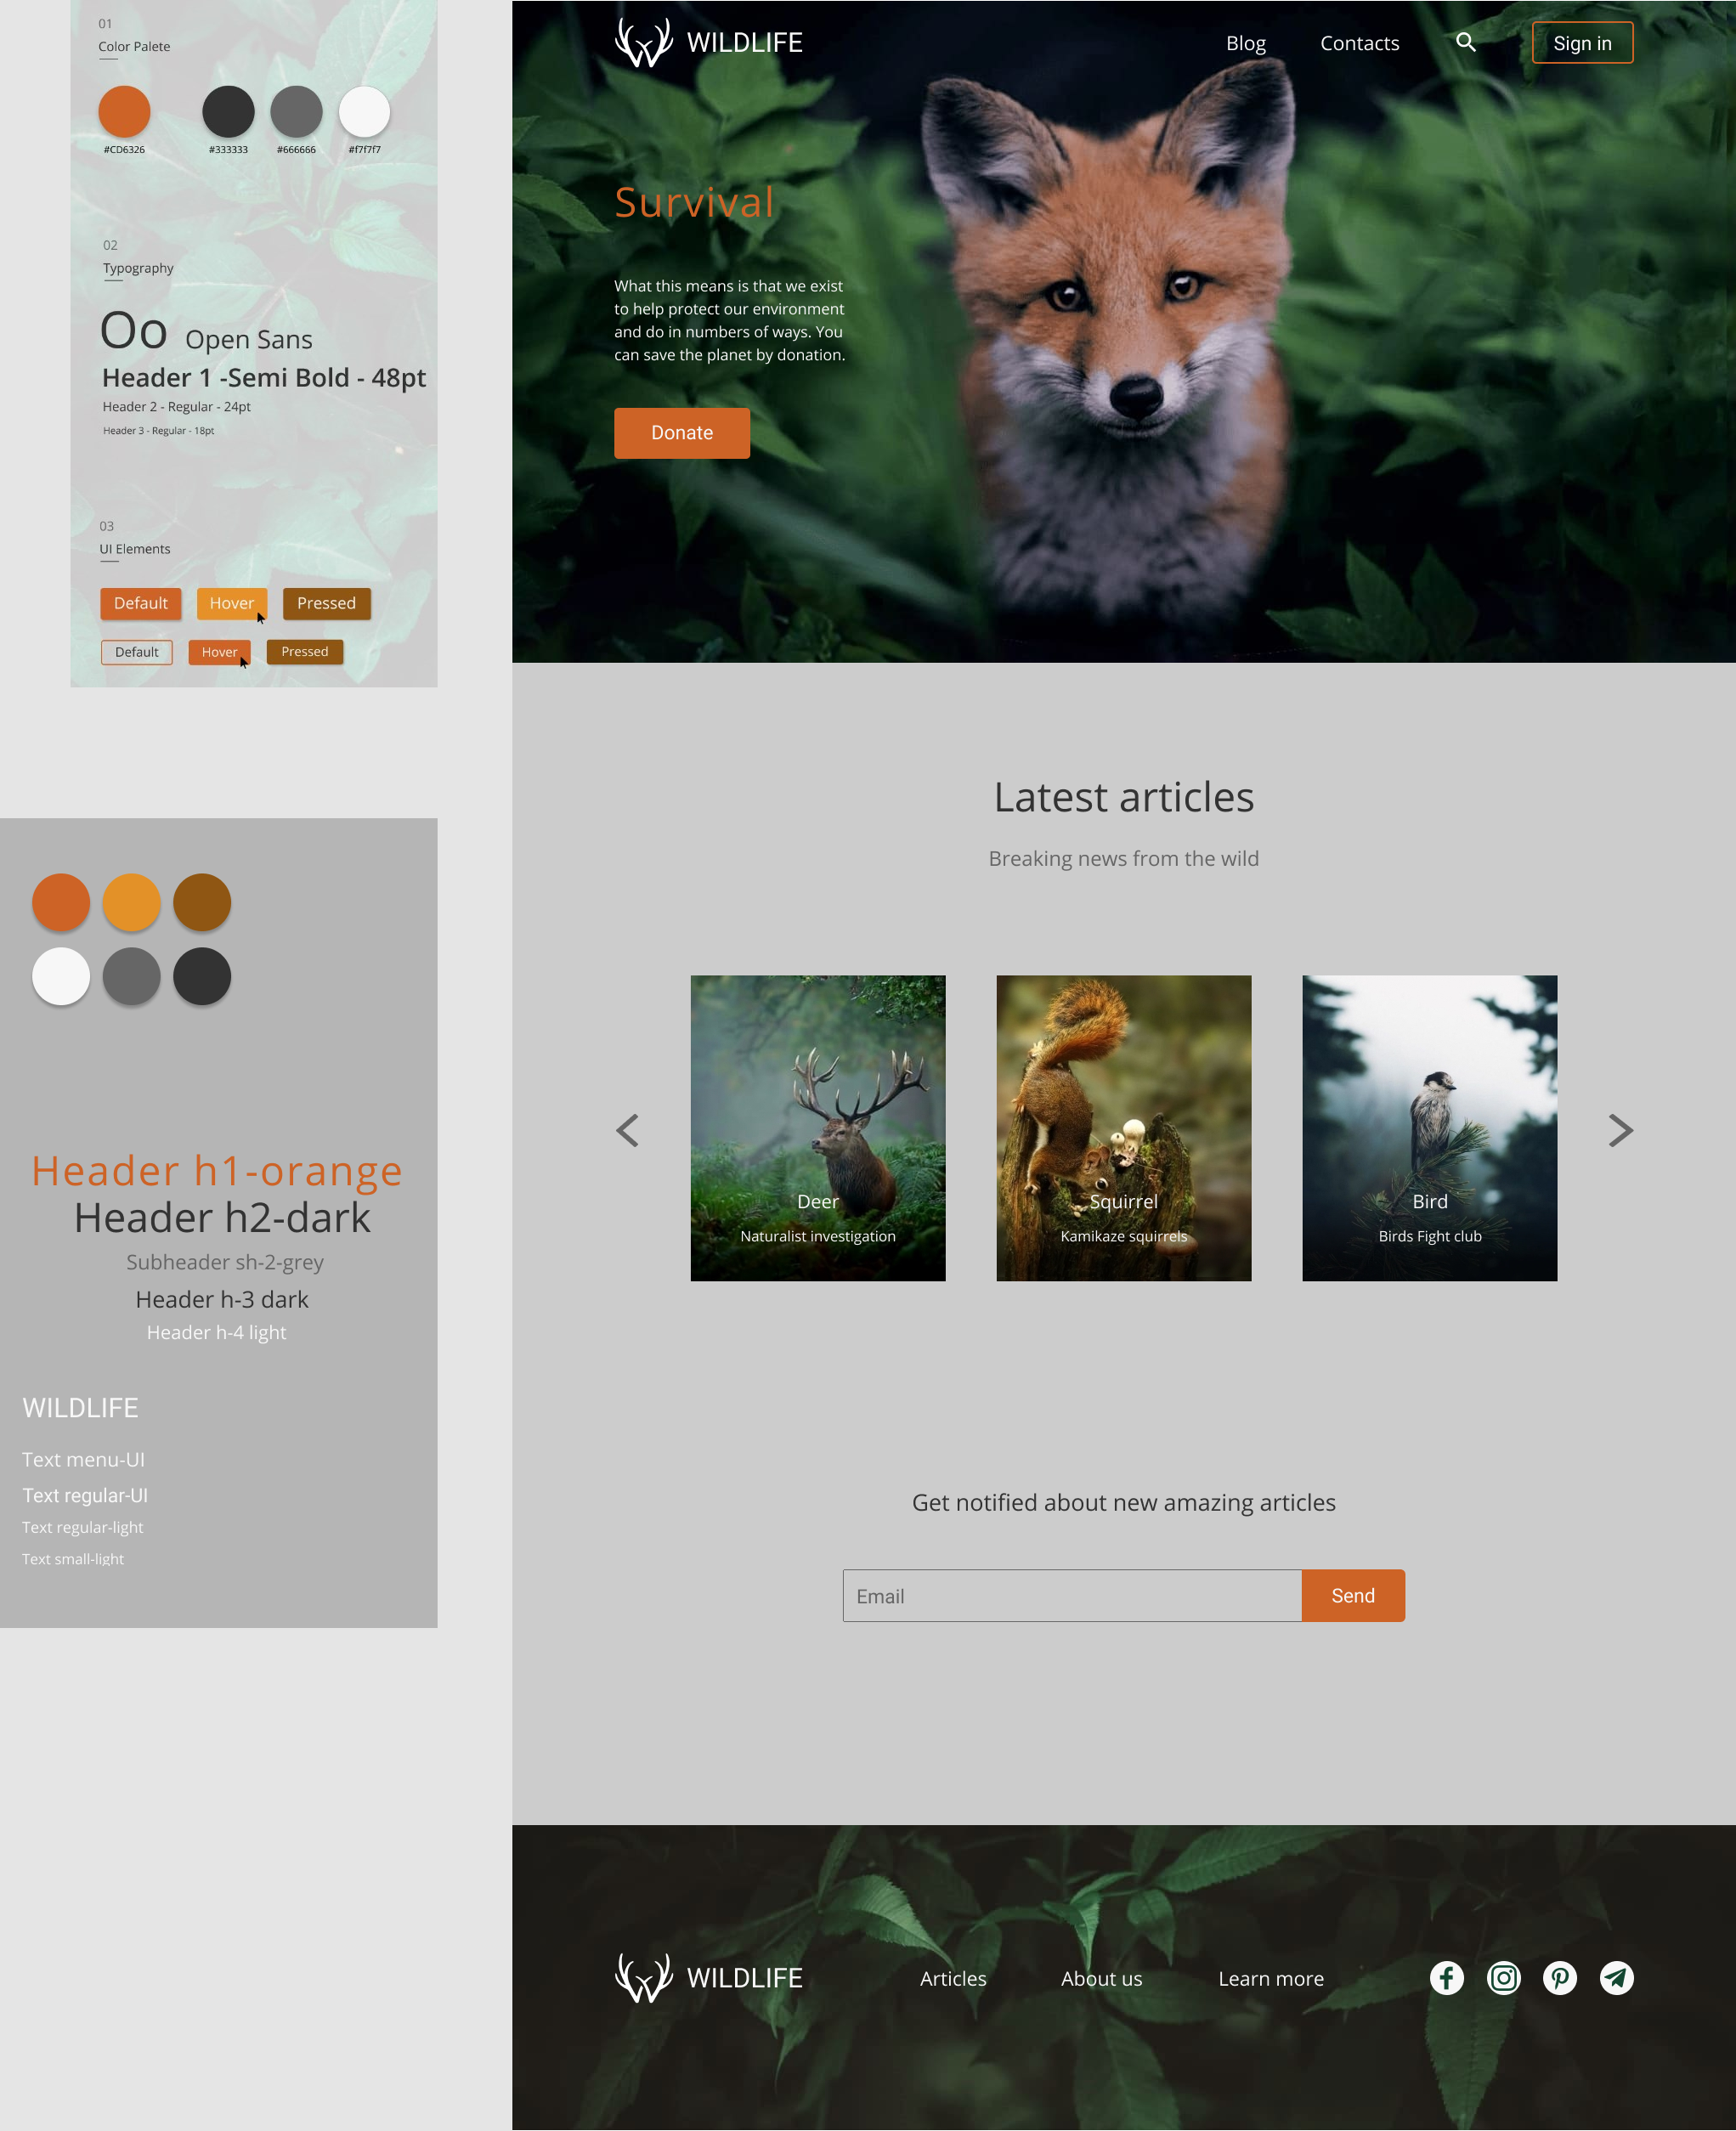 01
Color Palete
#CD6326
#333333
#666666
#f7f7f7
02
Typography
Oo Open Sans
Header 1 -Semi Bold - 48pt
Header 2 - Regular - 24pt
Header 3 - Regular - 18pt
03
UI Elements
Default
Hover
Pressed
Default
Hover
Pressed
Header h1-orange
Header h2-dark
Subheader sh-2-grey
Header h-3 dark
Header h-4 light
WILDLIFE
Text menu-UI
Text regular-UI
Text regular-light
Text small-light
WILDLIFE
Blog
Contacts
Sign in
Survival
What this means is that we exist
to help protect our environment
and do in numbers of ways. You
can save the planet by donation.
Donate
Latest articles
Breaking news from the wild
Deer
Naturalist investigation
Squirrel
Kamikaze squirrels
Bird
Birds Fight club
Get notified about new amazing articles
Email
Send
WILDLIFE
Articles
About us
Learn more